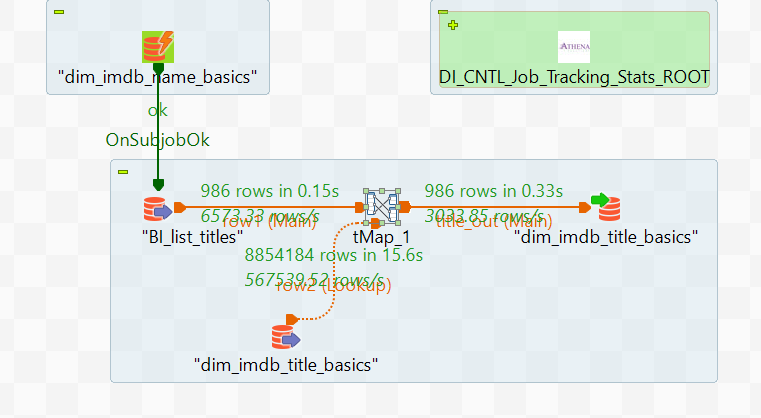 ATHENA
"dim_imdb_name_basics"
DI_CNTL_Job_Tracking_Stats_ROOT
ok
OnSubjobOk
986 rows in 0.15s
6573.33 rows/s
row1 (Main)
986 rows in 0.33s
3033.85 rows/s
title_out (Main)
"BI_list_titles"
tMap_1
"dim_imdb_title_basics"
8854184 rows in 15.6s
567539.52 rows/s
row2 (Lookup)
"dim_imdb_title_basics"